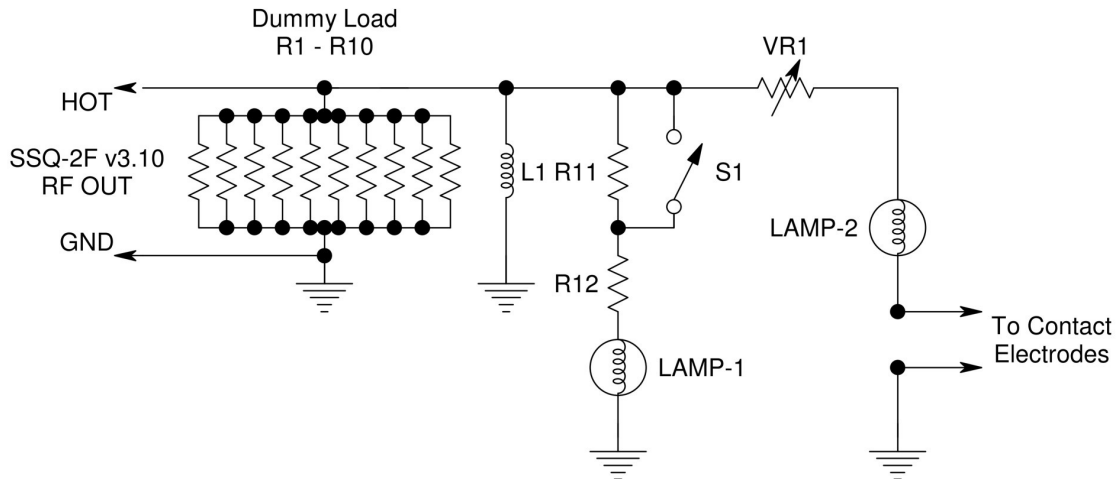 Dummy Load
R1 - R10
VR1
HOT
SSQ-2F v3.10
RF OUT
L1
R11
S1
GND
LAMP-2
R12
To Contact
Electrodes
LAMP-1